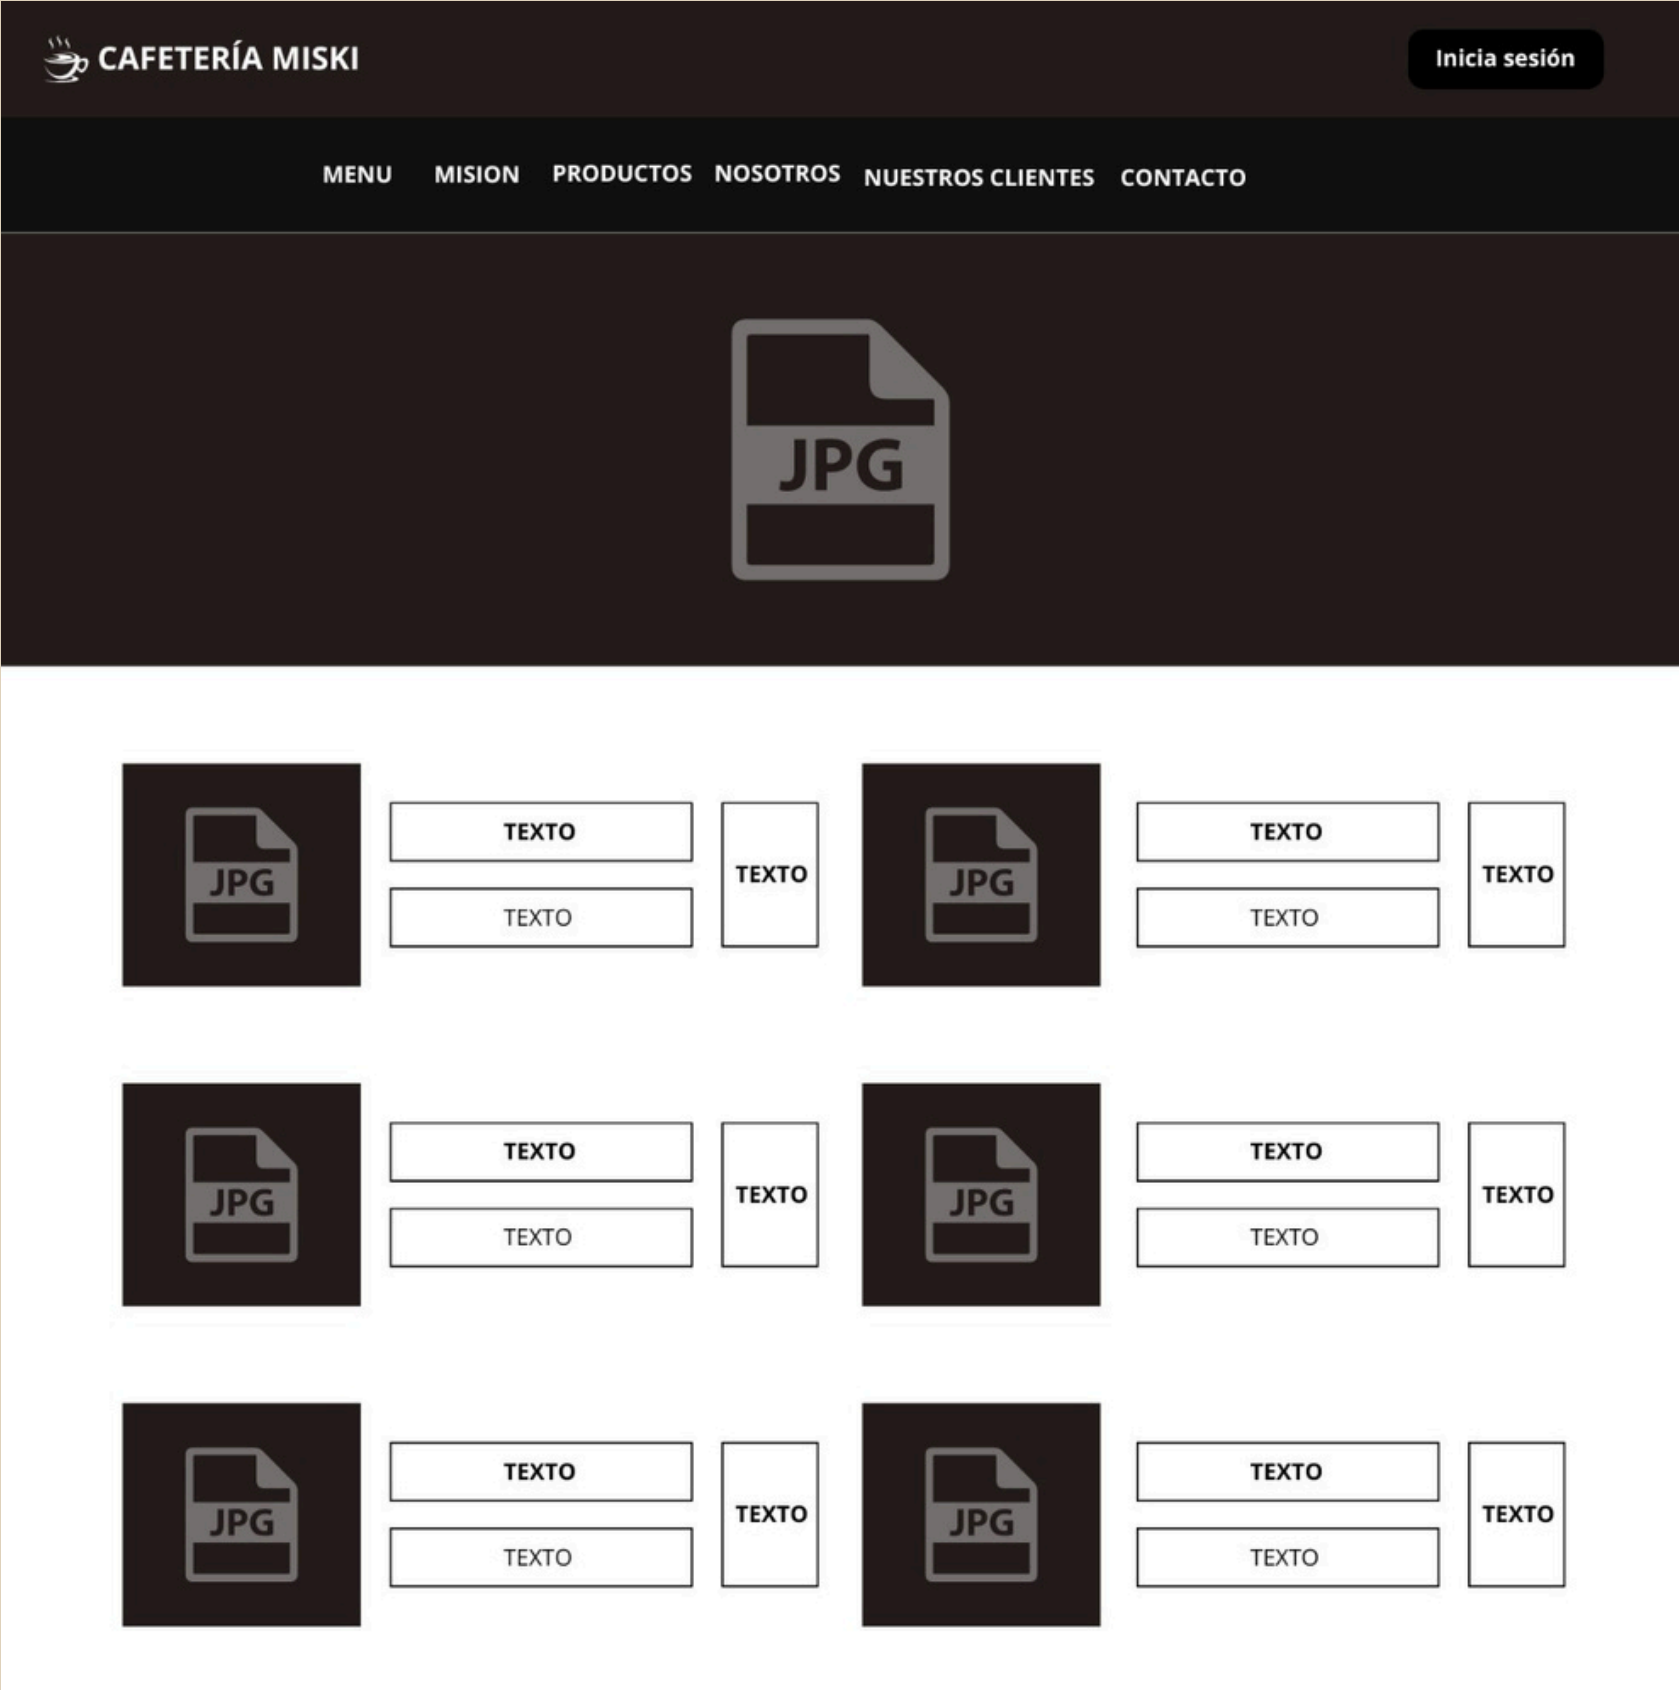 CAFETERÍA MISKI
Inicia sesión
MENU MISION PRODUCTOS NOSOTROS NUESTROS CLIENTES CONTACTO
JPG
JPG
TEXTO
TEXTO
TEXTO
JPG
TEXTO
TEXTO
TEXTO
JPG
TEXTO
TEXTO
TEXTO
JPG
TEXTO
TEXTO
TEXTO
JPG
TEXTO
TEXTO
TEXTO
JPG
TEXTO
TEXTO
TEXTO